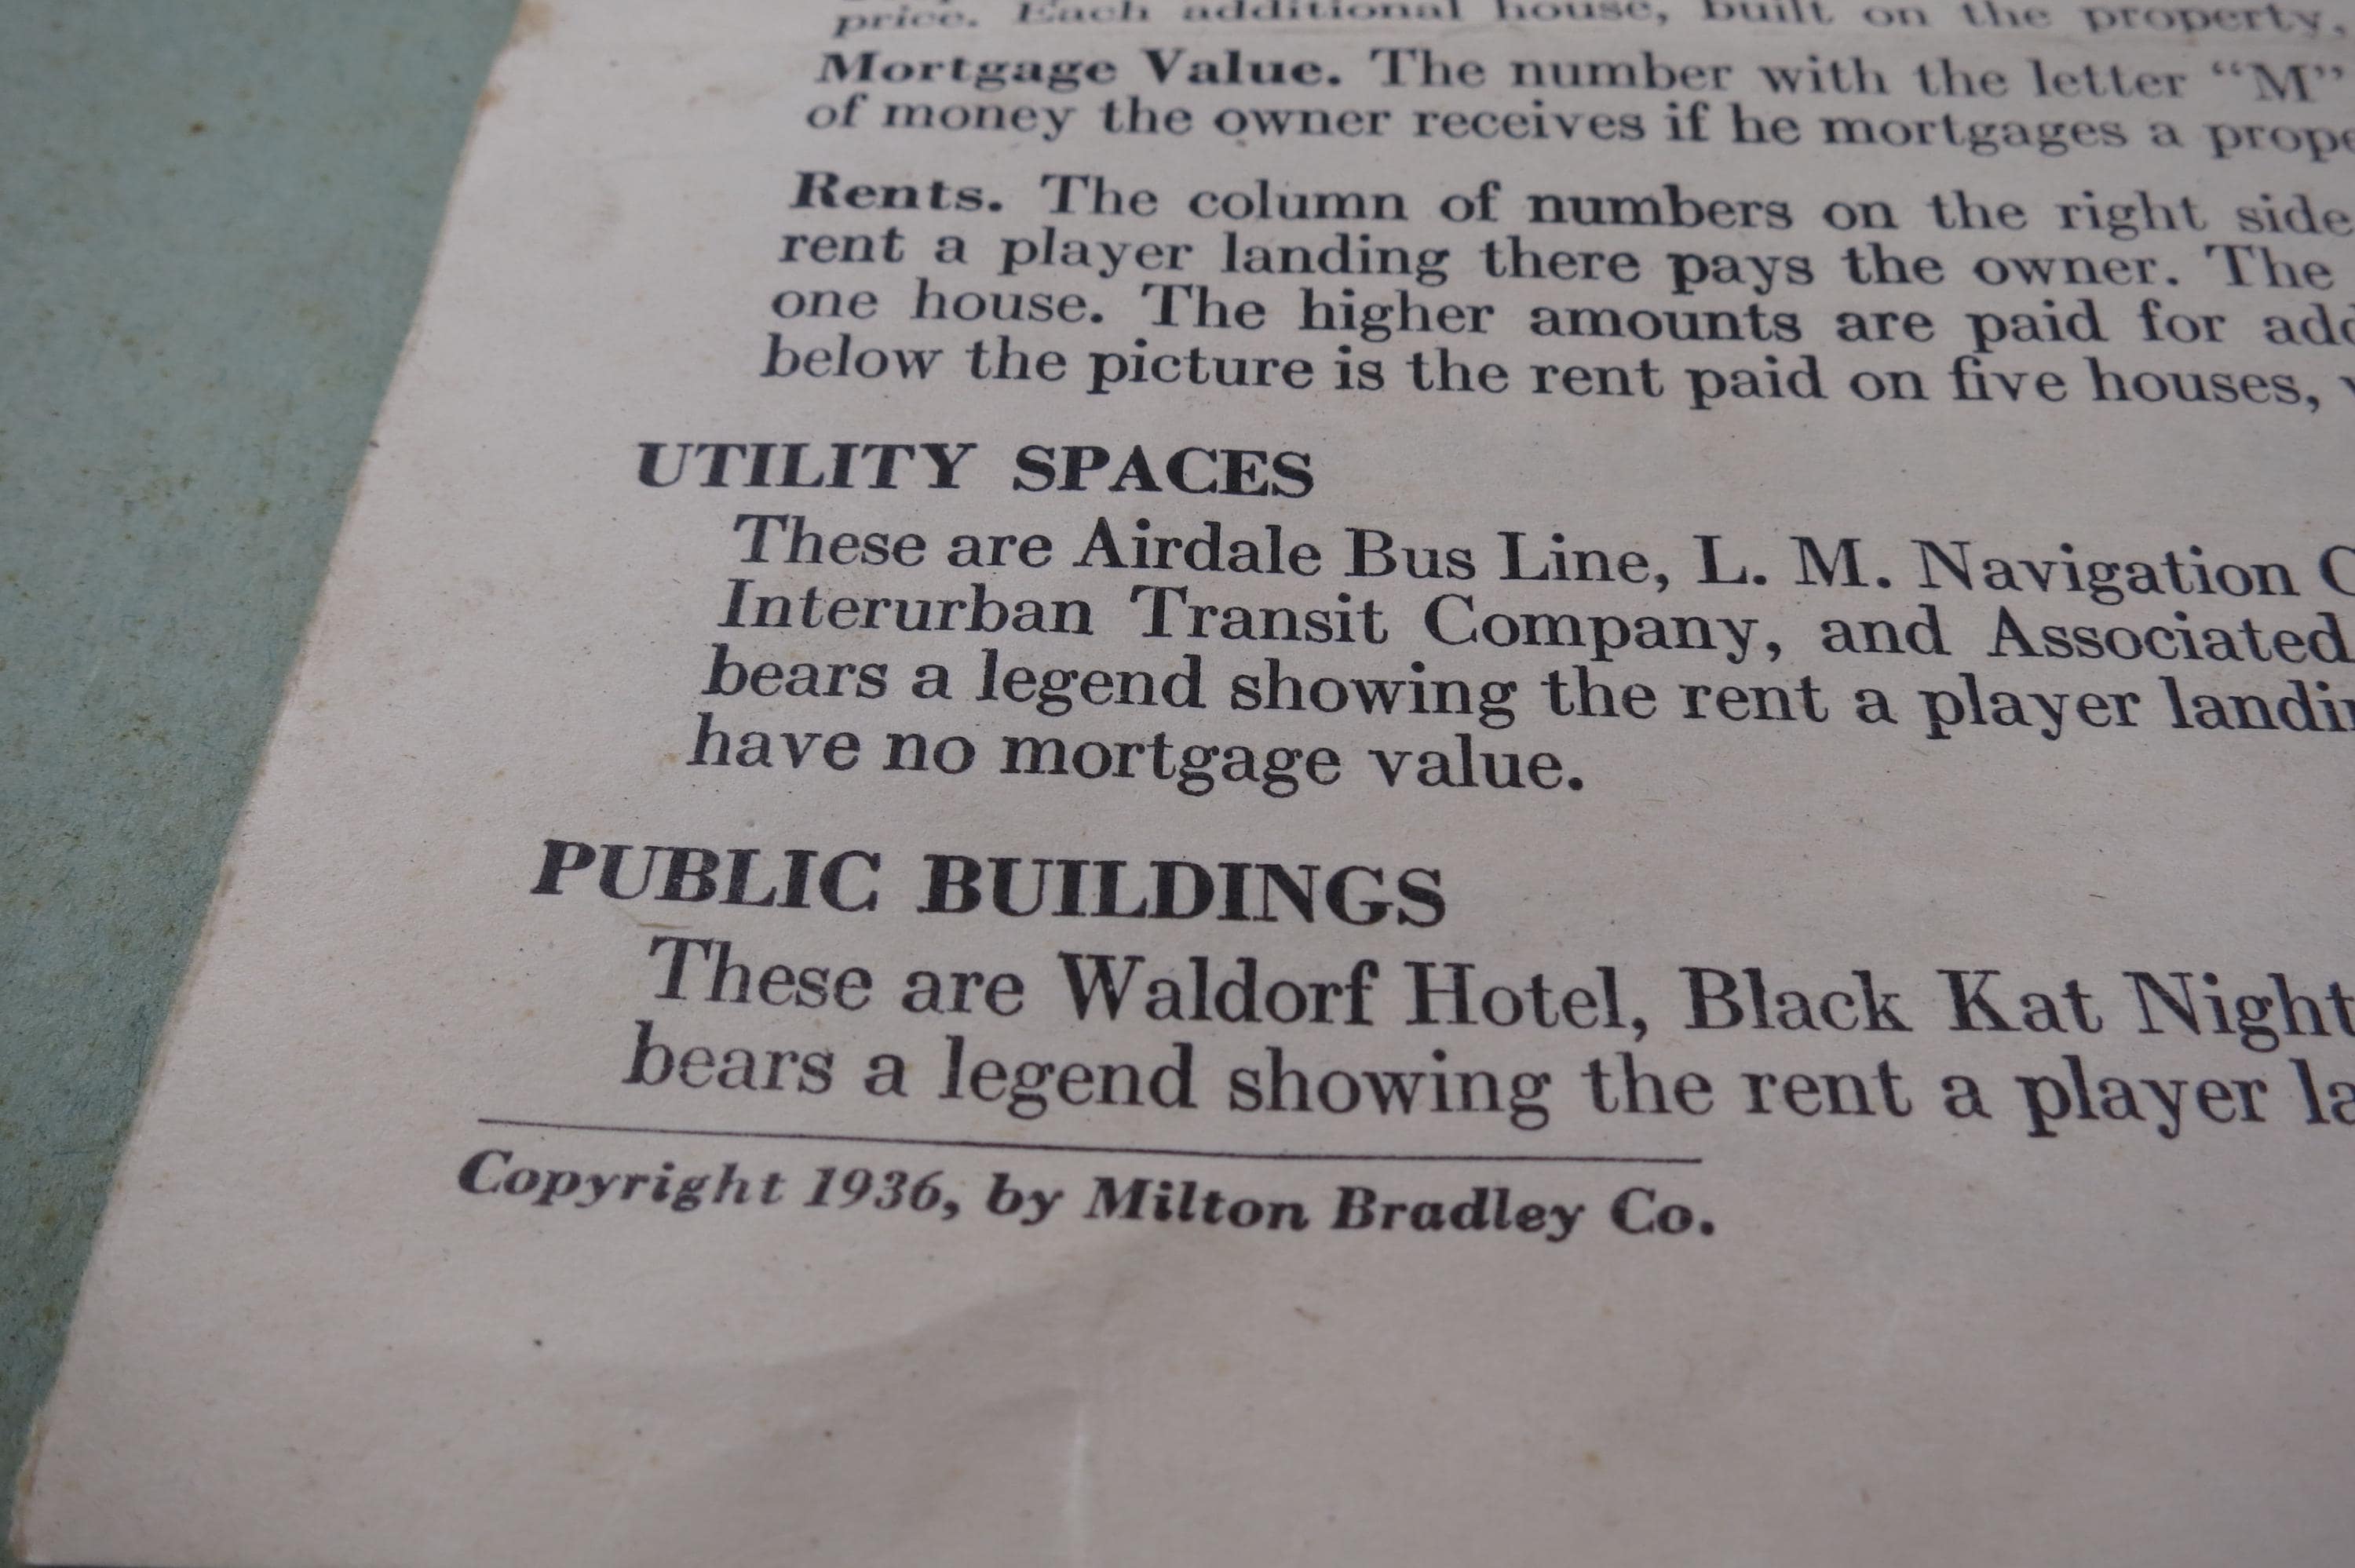 price. Each additional house, built on the property,
Mortgage Value. The number with the letter “M”
of money the owner receives if he mortgages a prope
Rents. The column of numbers on the right side
rent a player landing there pays the owner. The
one house. The higher amounts are paid for add
below the picture is the rent paid on five houses,
UTILITY SPACES
These are Airdale Bus Line, L. M. Navigation C
Interurban Transit Company, and Associated
bears a legend showing the rent a player landin
have no mortgage value.
PUBLIC BUILDINGS
These are Waldorf Hotel, Black Kat Night
bears a legend showing the rent a player la
Copyright 1936, by Milton Bradley Co.